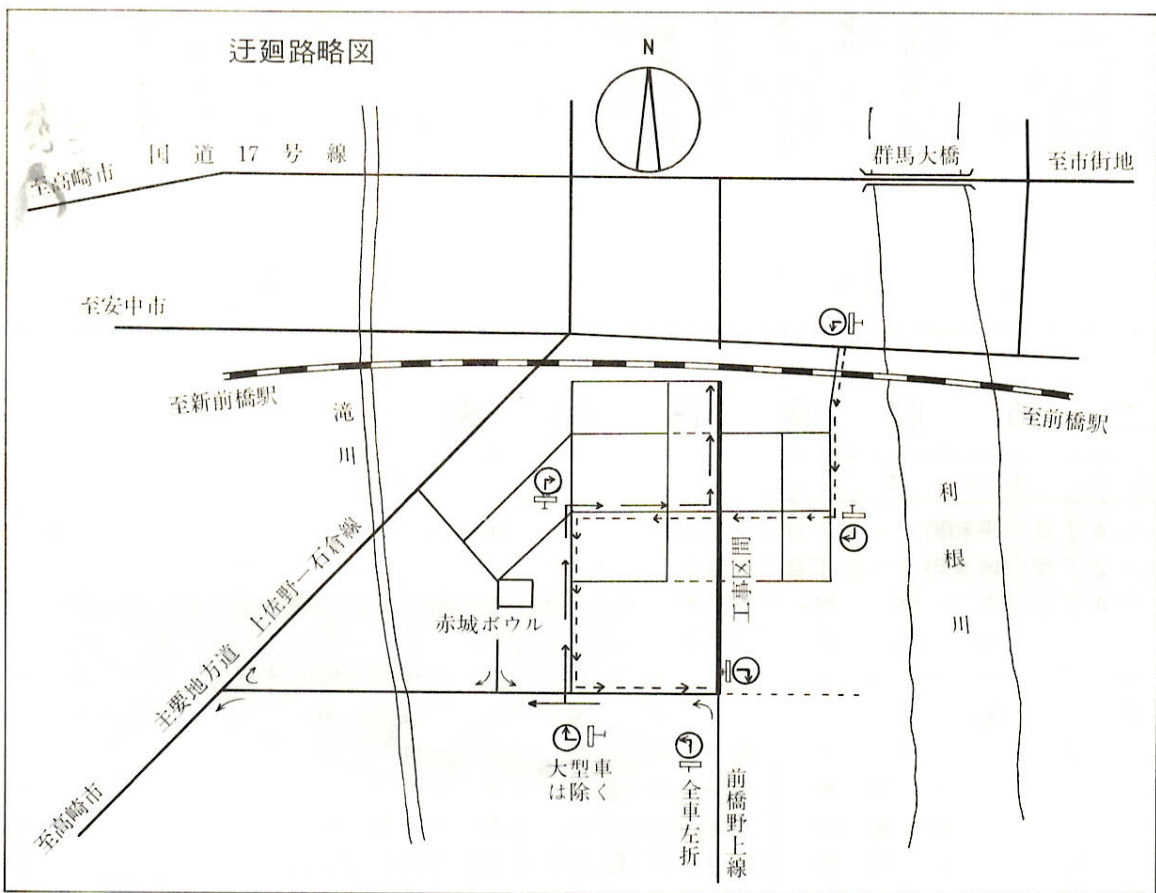 迂廻路略図
N
国道17号線
至高崎市
群馬大橋
至市街地
至安中市
至新前橋駅
至前橋駅
滝川
利根川
工事区間
主要地方道 上佐野一石倉線
赤城ボウル
大型車
は除く
全車左折
前橋野上線
至高崎市